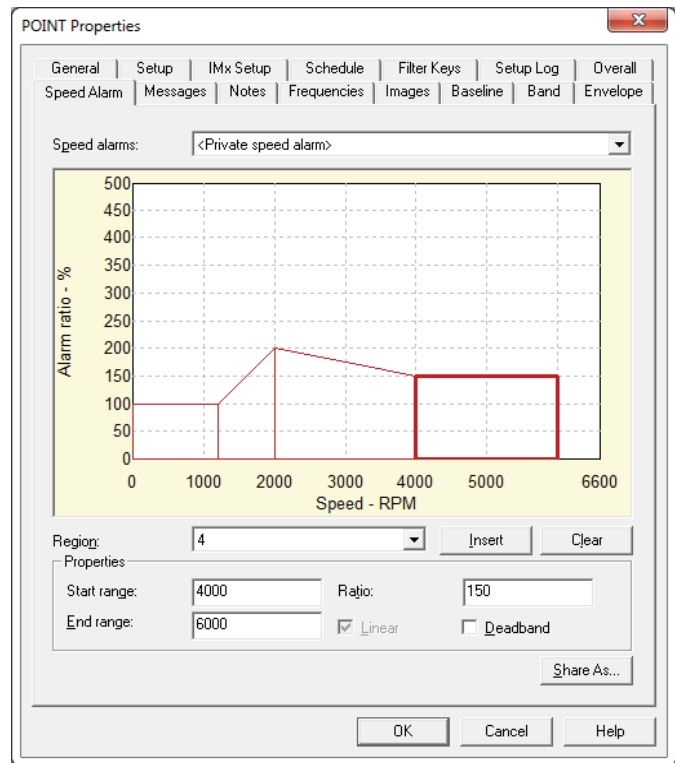 POINT Properties
General Setup IMx Setup Schedule Filter Keys Setup Log Overall
Speed Alarm Messages Notes Frequencies Images Baseline Band Envelope
Speed alarms: <Private speed alarm>
500
450
400
350
300
250
200
150
100
50
0
Alarm ratio - %
0 1000 2000 3000 4000 5000 6600
Speed - RPM
Region: 4 Insert Clear
Properties
Start range: 4000 Ratio: 150
End range: 6000 Linear Deadband
Share As...
OK Cancel Help